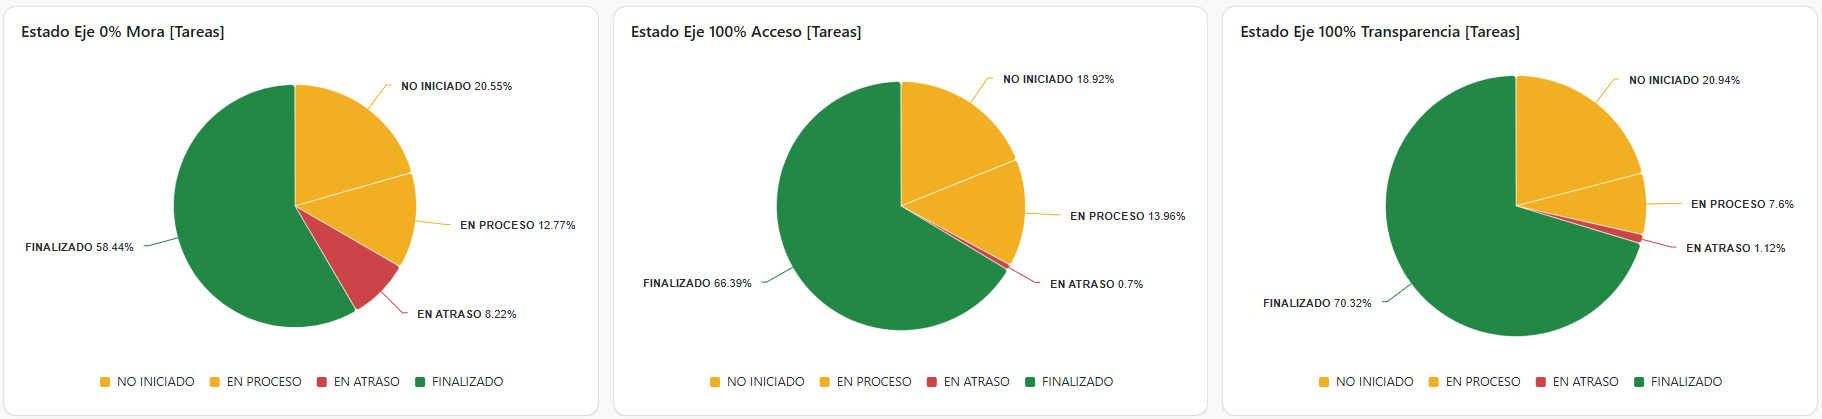 Estado Eje 0% Mora [Tareas]
NO INICIADO 20.55%
EN PROCESO 12.77%
FINALIZADO 58.44%
EN ATRASO 8.22%
NO INICIADO EN PROCESO EN ATRASO FINALIZADO
Estado Eje 100% Acceso [Tareas]
NO INICIADO 18.92%
EN PROCESO 13.96%
FINALIZADO 66.39%
EN ATRASO 0.7%
NO INICIADO EN PROCESO EN ATRASO FINALIZADO
Estado Eje 100% Transparencia [Tareas]
NO INICIADO 20.94%
EN PROCESO 7.6%
EN ATRASO 1.12%
FINALIZADO 70.32%
NO INICIADO EN PROCESO EN ATRASO FINALIZADO